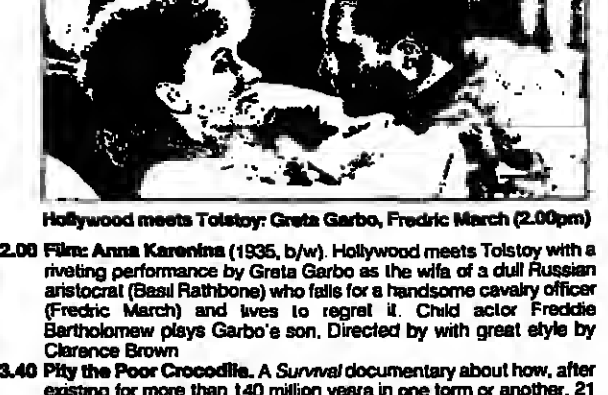 Hollywood meets Tolstoy: Greta Garbo, Fredric March (2.00pm)
2.00 Film: Anna Karenina (1935, b/w). Hollywood meets Tolstoy with a
riveting performance by Greta Garbo as the wifa of a dull Russian
aristocrat (Basil Rathbone) who falls for a handsome cavalry officer
(Fredric March) and lives to regret it. Child actor Freddie
Bartholomew plays Garbo's son. Directed by with great style by
Clarence Brown
3.40 Pity the Poor Crocodile. A Survival documentary about how, after
existing for more than 140 million years in one form or another, 21